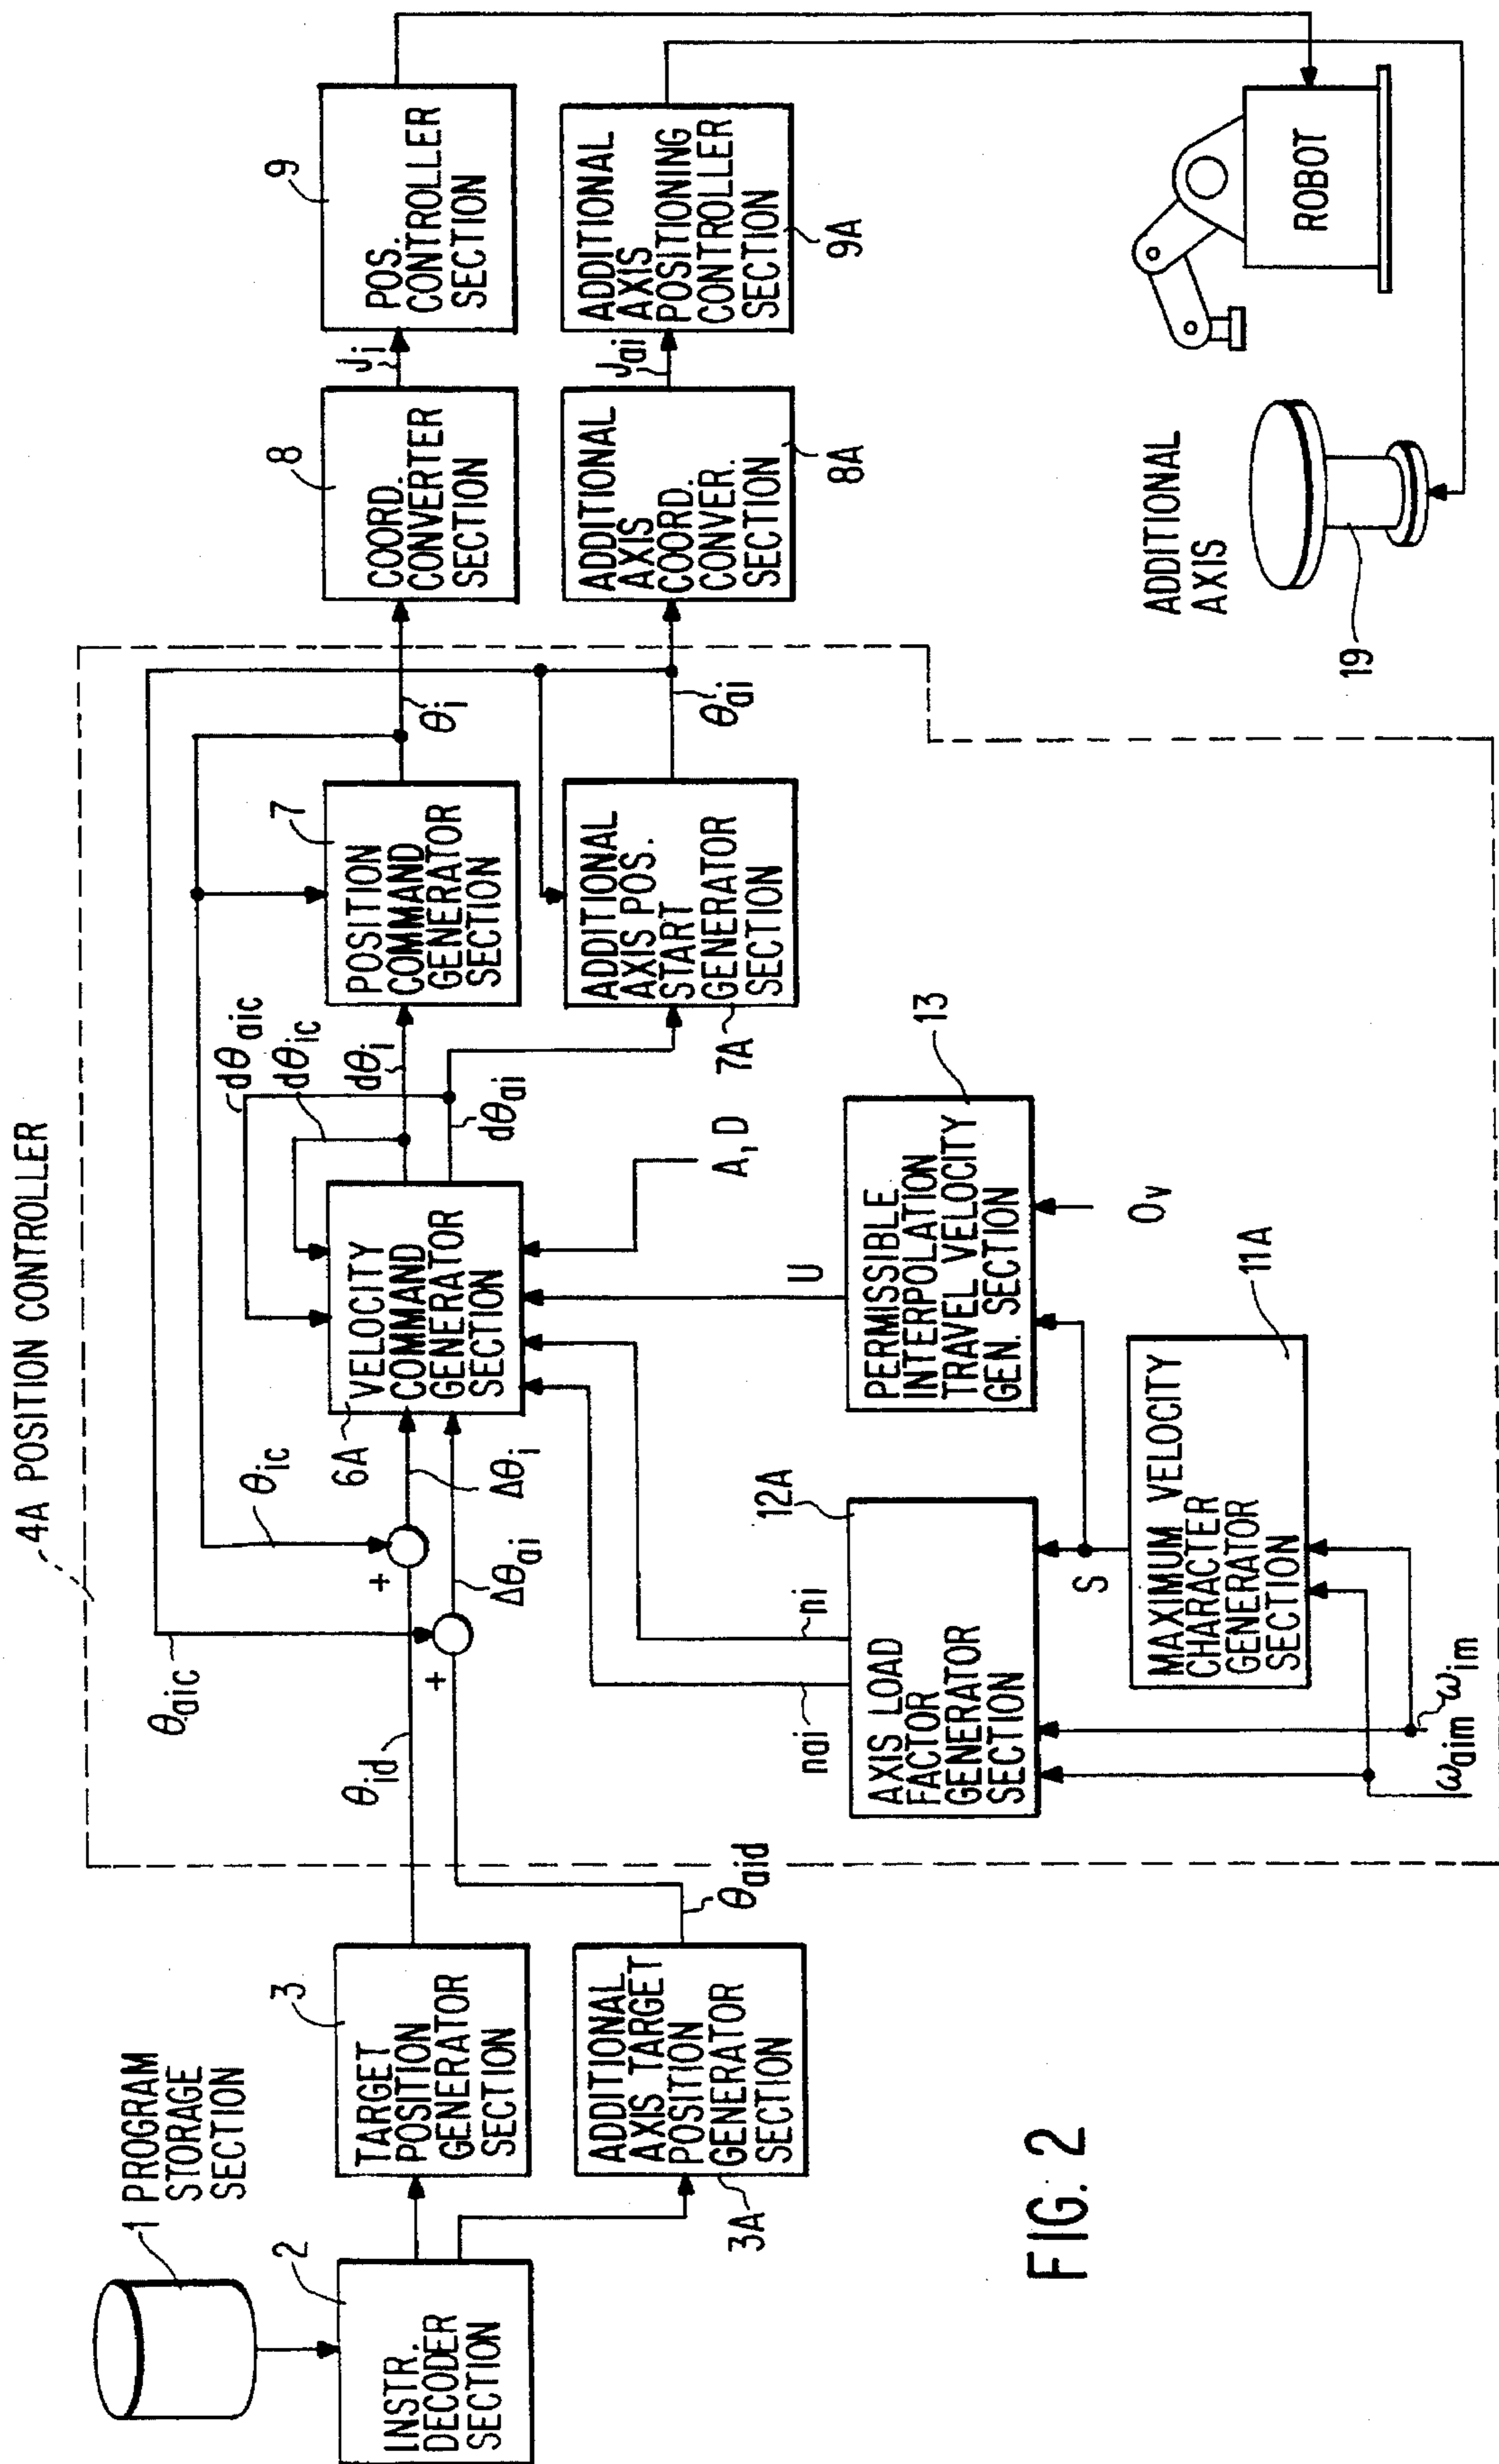 4A POSITION CONTROLLER
1 PROGRAM
STORAGE
SECTION
2
INSTR.
DECODER
SECTION
3
TARGET
POSITION
GENERATOR
SECTION
ADDITIONAL
AXIS TARGET
POSITION
GENERATOR
SECTION
3A
θaid
θid
θaic
θic
+
+
Δθi
Δθai
6A
VELOCITY
COMMAND
GENERATOR
SECTION
dθaic
dθic
dθi
dθai
7
POSITION
COMMAND
GENERATOR
SECTION
ADDITIONAL
AXIS POS.
START
GENERATOR
SECTION
7A
θi
θai
8
COORD.
CONVERTER
SECTION
ADDITIONAL
AXIS
COORD.
CONVER.
SECTION
8A
Ji
Jai
9
POS.
CONTROLLER
SECTION
ADDITIONAL
AXIS
POSITIONING
CONTROLLER
SECTION
9A
nai
ni
U
A, D
12A
AXIS LOAD
FACTOR
GENERATOR
SECTION
13
PERMISSIBLE
INTERPOLATION
TRAVEL VELOCITY
GEN. SECTION
S
Ov
11A
MAXIMUM VELOCITY
CHARACTER
GENERATOR
SECTION
ωaim
ωim
ADDITIONAL
AXIS
19
ROBOT
FIG. 2